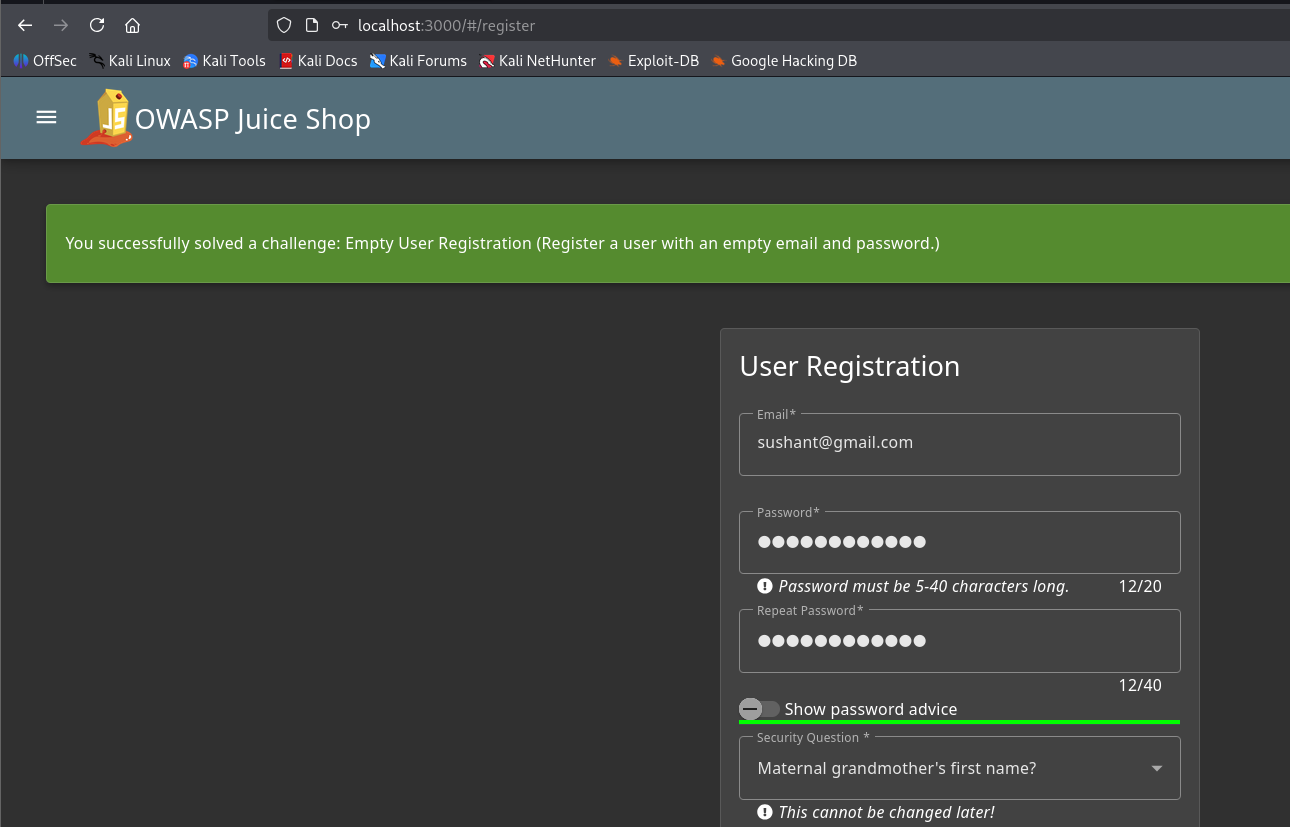 localhost:3000/#/register
OffSec Kali Linux Kali Tools Kali Docs Kali Forums Kali NetHunter Exploit-DB Google Hacking DB
JS OWASP Juice Shop
You successfully solved a challenge: Empty User Registration (Register a user with an empty email and password.)
User Registration
Email*
sushant@gmail.com
Password*
●●●●●●●●●●●●
Password must be 5-40 characters long. 12/20
Repeat Password*
●●●●●●●●●●●●
12/40
Show password advice
Security Question *
Maternal grandmother's first name?
This cannot be changed later!